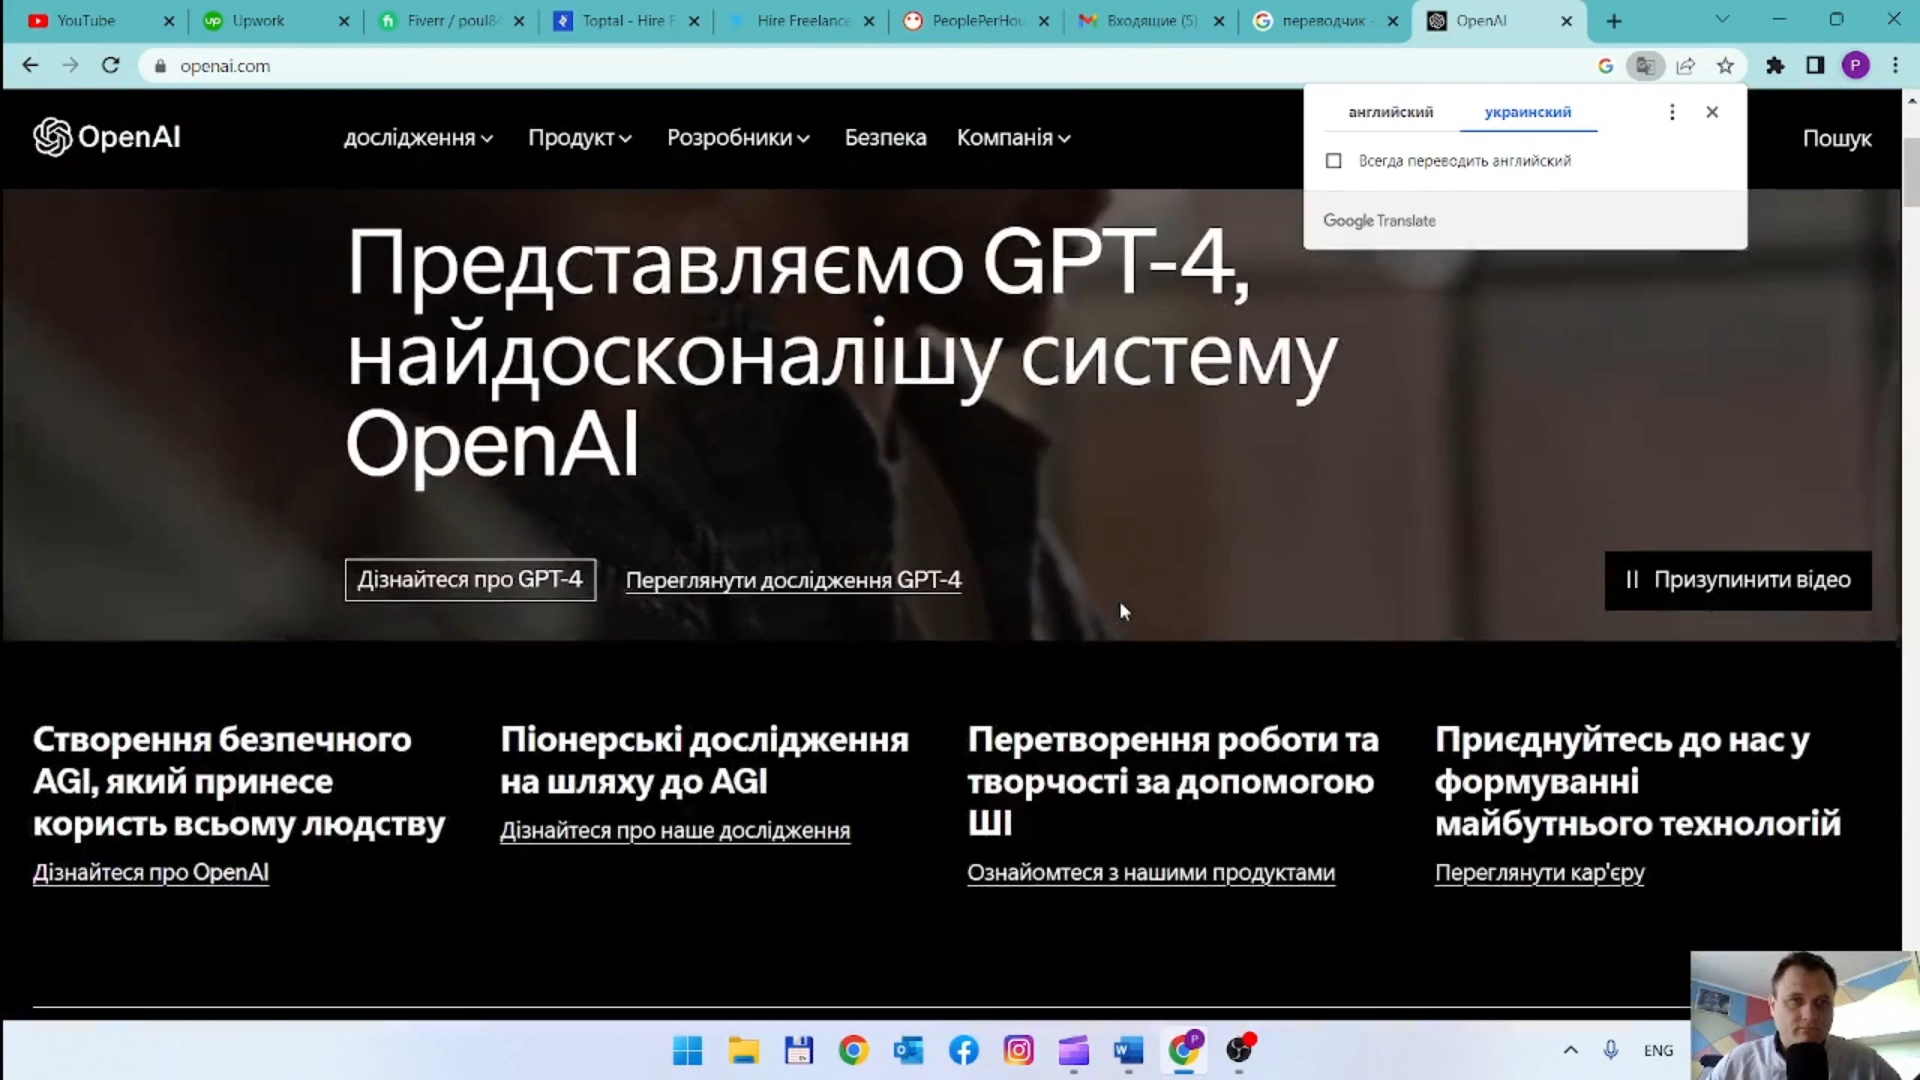 YouTube
Upwork
Fiverr / poul84
Toptal - Hire F
Hire Freelance
PeoplePerHou
Входящие (5)
переводчик -
OpenAI
openai.com
английский
украинский
Всегда переводить английский
Google Translate
OpenAI
дослідження
Продукт
Розробники
Безпека
Компанія
Пошук
Представляємо GPT-4,
найдосконалішу систему
OpenAI
Дізнайтеся про GPT-4
Переглянути дослідження GPT-4
Призупинити відео
Створення безпечного
AGI, який принесе
користь всьому людству
Дізнайтеся про OpenAI
Піонерські дослідження
на шляху до AGI
Дізнайтеся про наше дослідження
Перетворення роботи та
творчості за допомогою
ШІ
Ознайомтеся з нашими продуктами
Приєднуйтесь до нас у
формуванні
майбутнього технологій
Переглянути кар'єру
ENG